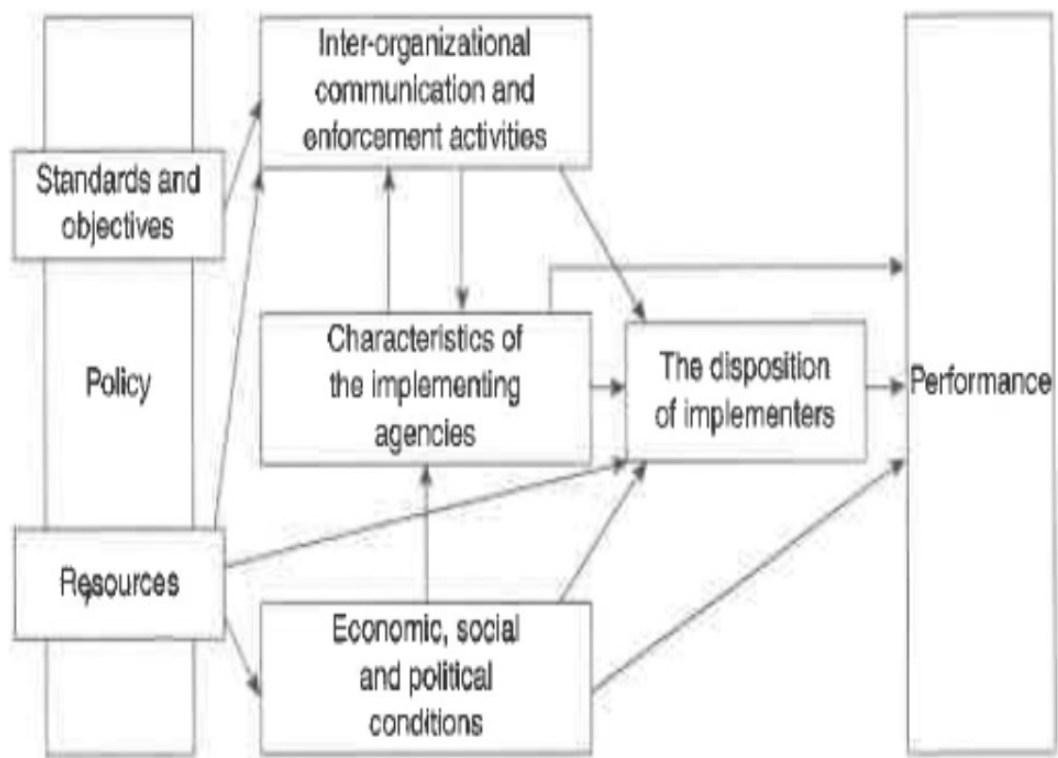 Inter-organizational
communication and
enforcement activities
Standards and
objectives
Policy
Characteristics of
the implementing
agencies
The disposition
of implementers
Performance
Resources
Economic, social
and political
conditions